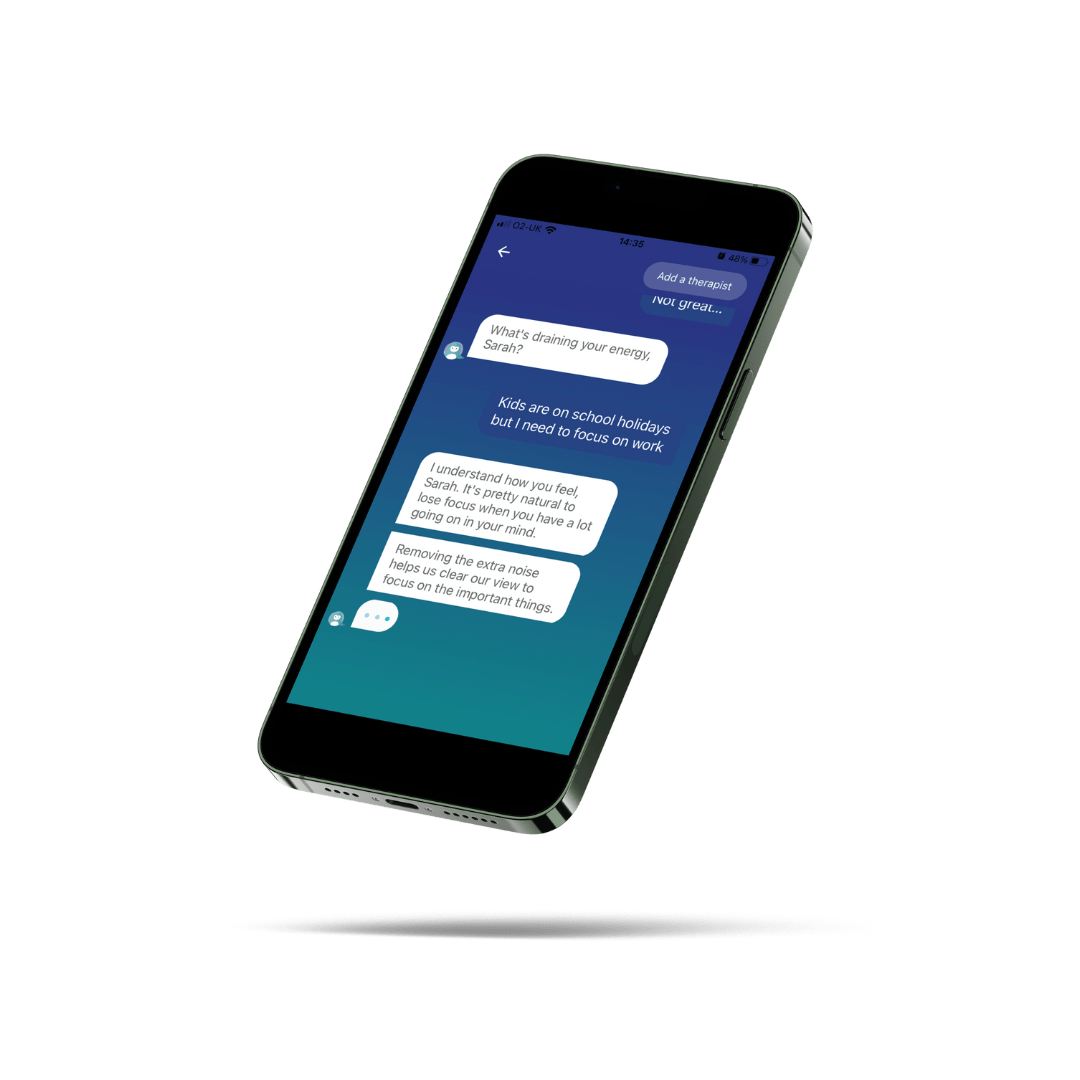 O2-UK
14:35
48%
Add a therapist
Not great...
What's draining your energy,
Sarah?
Kids are on school holidays
but I need to focus on work
I understand how you feel,
Sarah. It's pretty natural to
lose focus when you have a lot
going on in your mind.
Removing the extra noise
helps us clear our view to
focus on the important things.